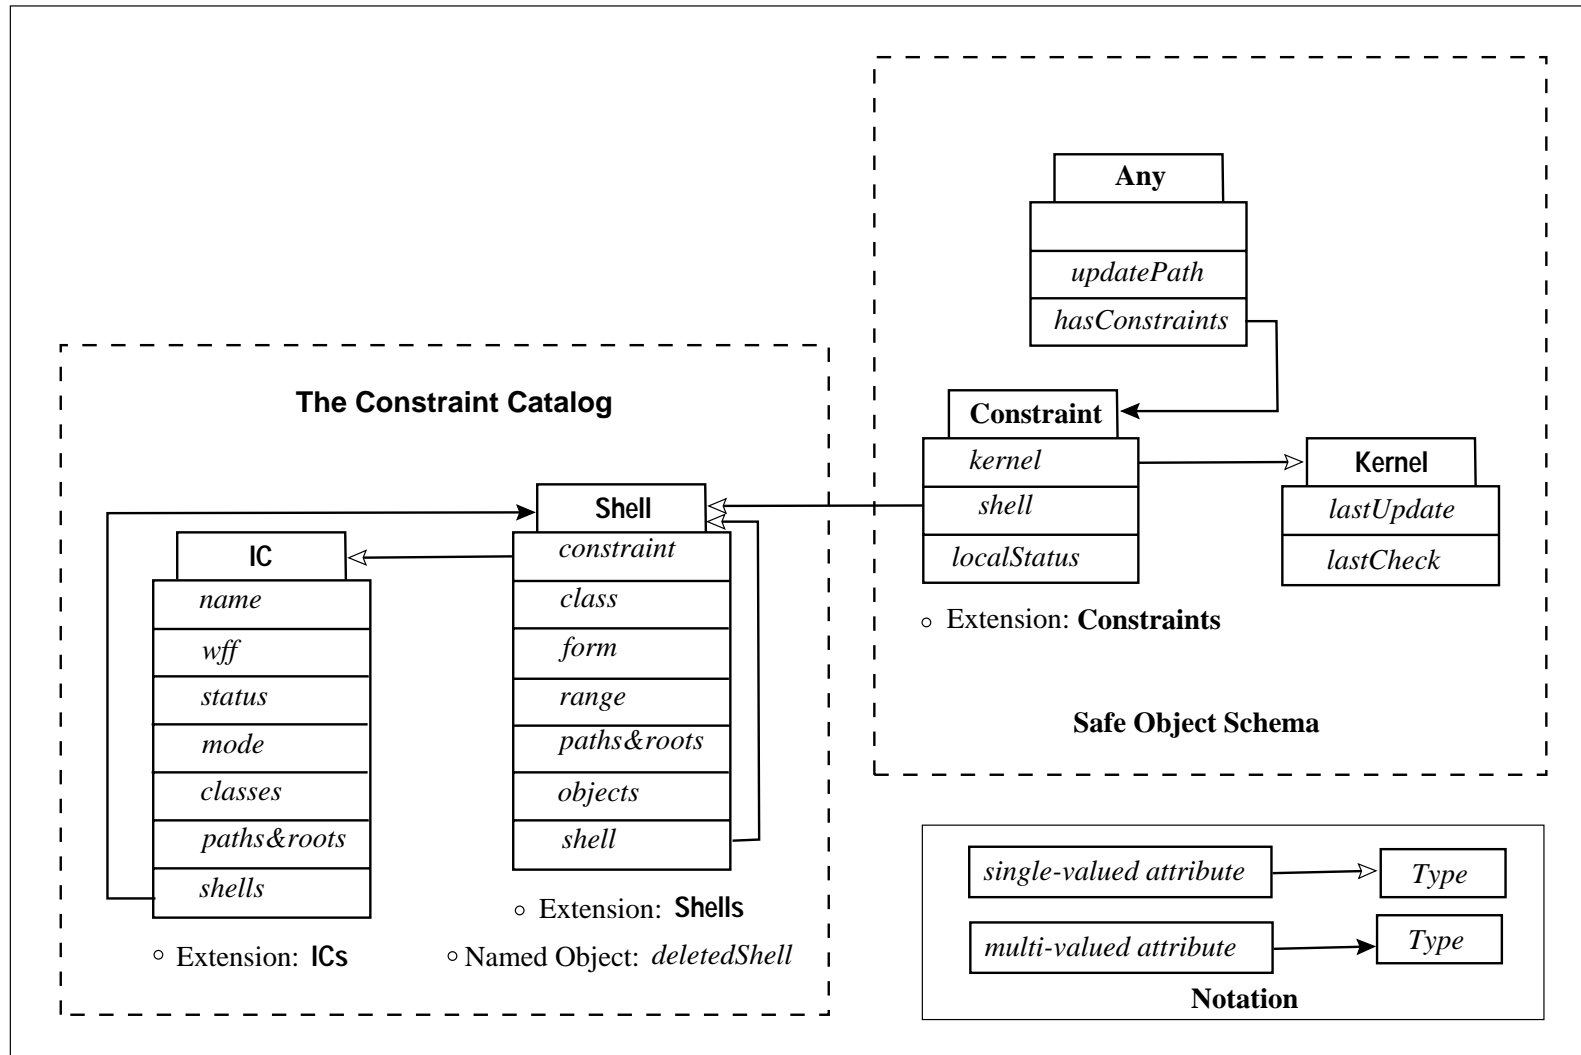 Any
updatePath
hasConstraints
Constraint
kernel
shell
localStatus
Extension: Constraints
Kernel
lastUpdate
lastCheck
Safe Object Schema
The Constraint Catalog
Shell
constraint
class
form
range
paths&roots
objects
shell
Extension: Shells
Named Object: deletedShell
IC
name
wff
status
mode
classes
paths&roots
shells
Extension: ICs
single-valued attribute
Type
multi-valued attribute
Type
Notation